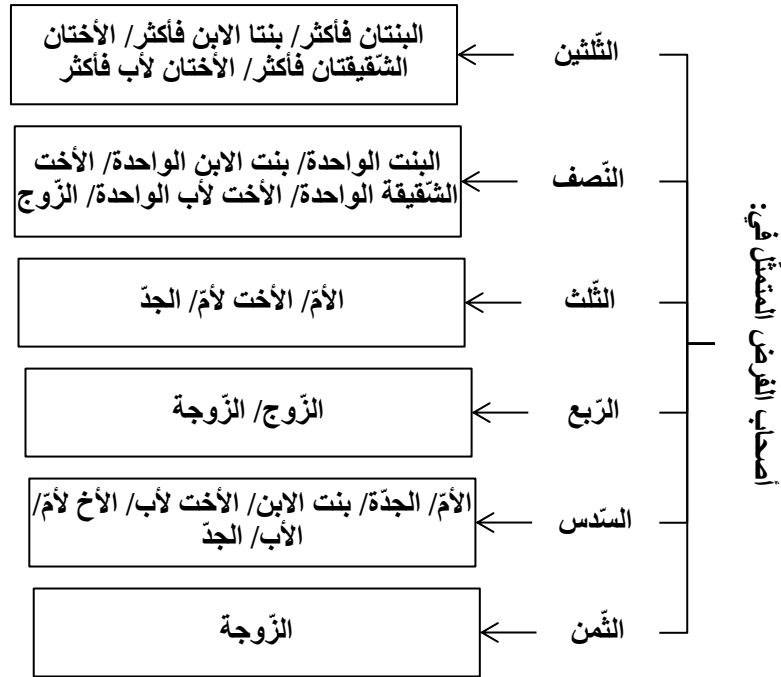 أصحاب الفرض المتمثّل في:
الثّلثين
البنتان فأكثر/ بنتا الابن فأكثر/ الأختان
الشّقيقتان فأكثر/ الأختان لأب فأكثر
النّصف
البنت الواحدة/ بنت الابن الواحدة/ الأخت
الشّقيقة الواحدة/ الأخت لأب الواحدة/ الزّوج
الثّلث
الأمّ/ الأخت لأمّ/ الجدّ
الرّبع
الزّوج/ الزّوجة
السّدس
الأمّ/ الجدّة/ بنت الابن/ الأخت لأب/ الأخ لأمّ/
الأب/ الجدّ
الثّمن
الزّوجة